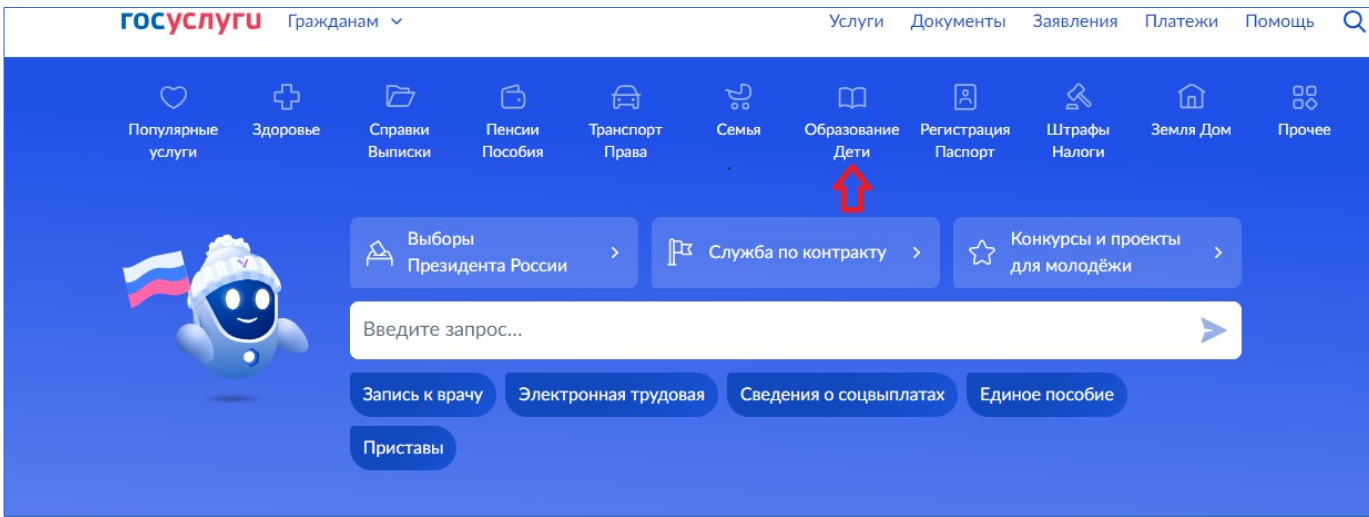 госуслуги Гражданам Услуги Документы Заявления Платежи Помощь
Популярные Здоровье Справки Пенсии Транспорт Семья Образование Регистрация Штрафы Земля Дом Прочее
услуги Выписки Пособия Права Дети Паспорт Налоги
Выборы
Президента России
Служба по контракту
Конкурсы и проекты
для молодёжи
Введите запрос...
Запись к врачу Электронная трудовая Сведения о соцвыплатах Единое пособие
Приставы